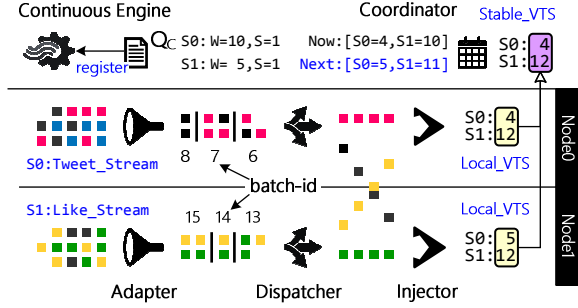 Continuous Engine
Coordinator
Stable_VTS
QC
S0: W=10,S=1
S1: W= 5,S=1
register
Now:[S0=4,S1=10]
Next:[S0=5,S1=11]
S0: 4
S1:12
S0:Tweet_Stream
8 7 6
S0: 4
S1:12
Local_VTS
Node0
batch-id
S1:Like_Stream
15 14 13
Local_VTS
S0: 5
S1:12
Node1
Adapter
Dispatcher
Injector